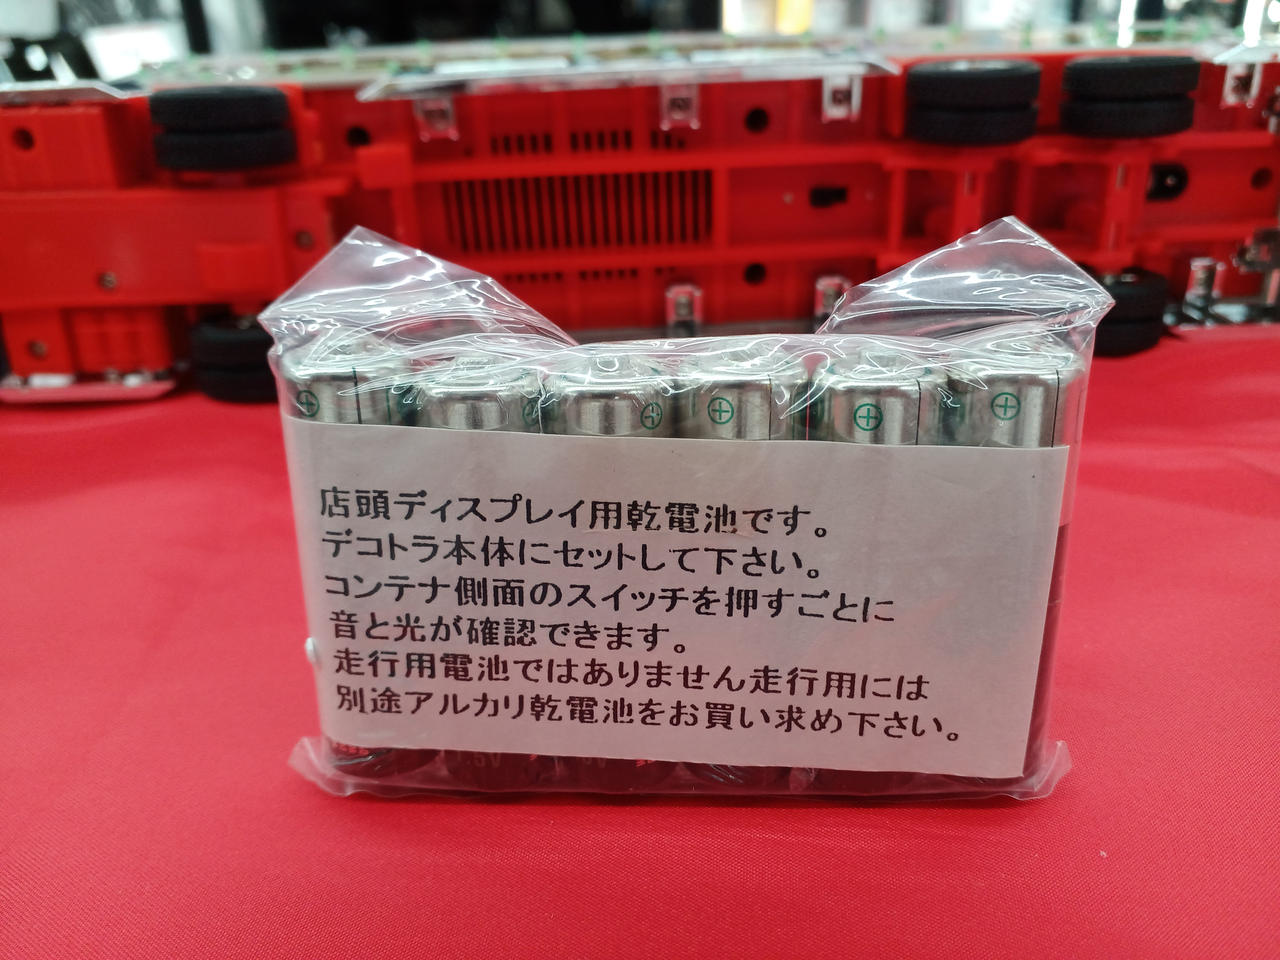 店頭ディスプレイ用乾電池です。
デコトラ本体にセットして下さい。
コンテナ側面のスイッチを押すごとに
音と光が確認できます。
走行用電池ではありません走行用には
別途アルカリ乾電池をお買い求め下さい。
1.5V